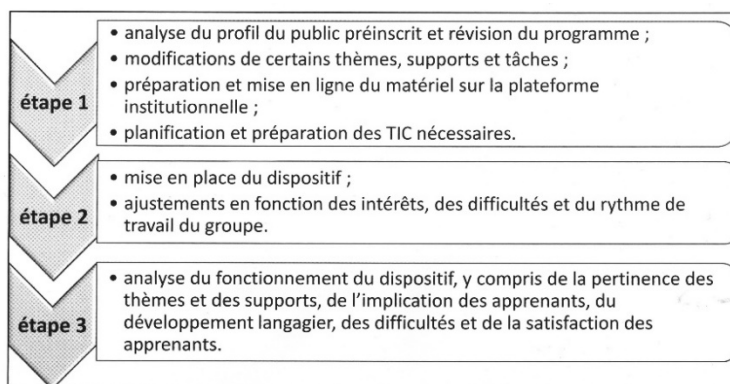 étape 1
• analyse du profil du public préinscrit et révision du programme ;
• modifications de certains thèmes, supports et tâches ;
• préparation et mise en ligne du matériel sur la plateforme
institutionnelle ;
• planification et préparation des TIC nécessaires.
étape 2
• mise en place du dispositif ;
• ajustements en fonction des intérêts, des difficultés et du rythme de
travail du groupe.
étape 3
• analyse du fonctionnement du dispositif, y compris de la pertinence des
thèmes et des supports, de l'implication des apprenants, du
développement langagier, des difficultés et de la satisfaction des
apprenants.